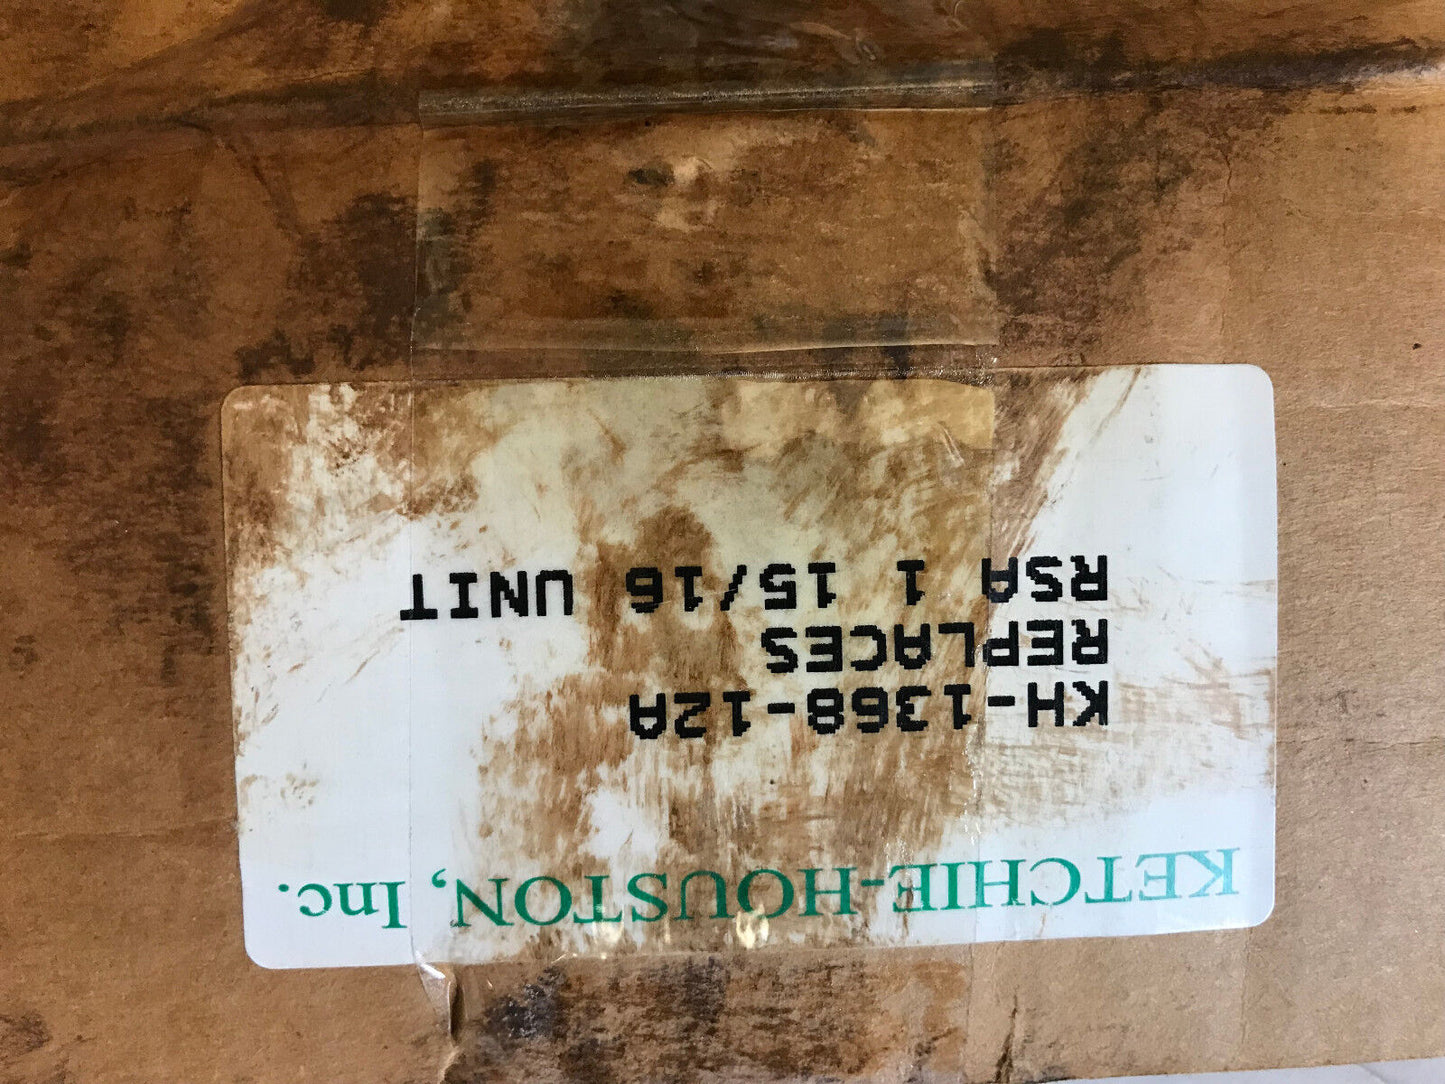 KETCHIE-HOUSTON, Inc.
KH-1368-12A
REPLACES
RSA 1 15/16 UNIT